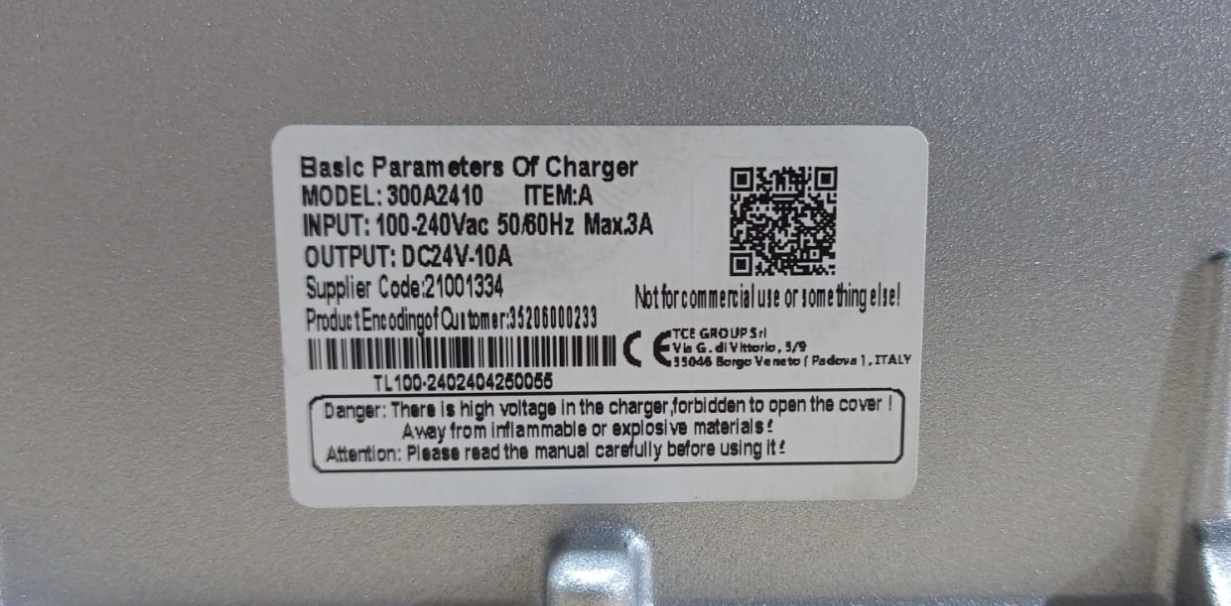 Basic Parameters Of Charger
MODEL: 300A2410 ITEM:A
INPUT: 100-240Vac 50/60Hz Max.3A
OUTPUT: DC24V-10A
Supplier Code:21001334
Not for commercial use or something else!
Product Encoding of Customer:35206000233
CE
TCE GROUP Srl
Via G. di Vittorio, 5/9
35046 Borgo Veneto ( Padova ), ITALY
TL100-2402404250055
Danger: There is high voltage in the charger,forbidden to open the cover !
Away from inflammable or explosive materials!
Attention: Please read the manual carefully before using it!